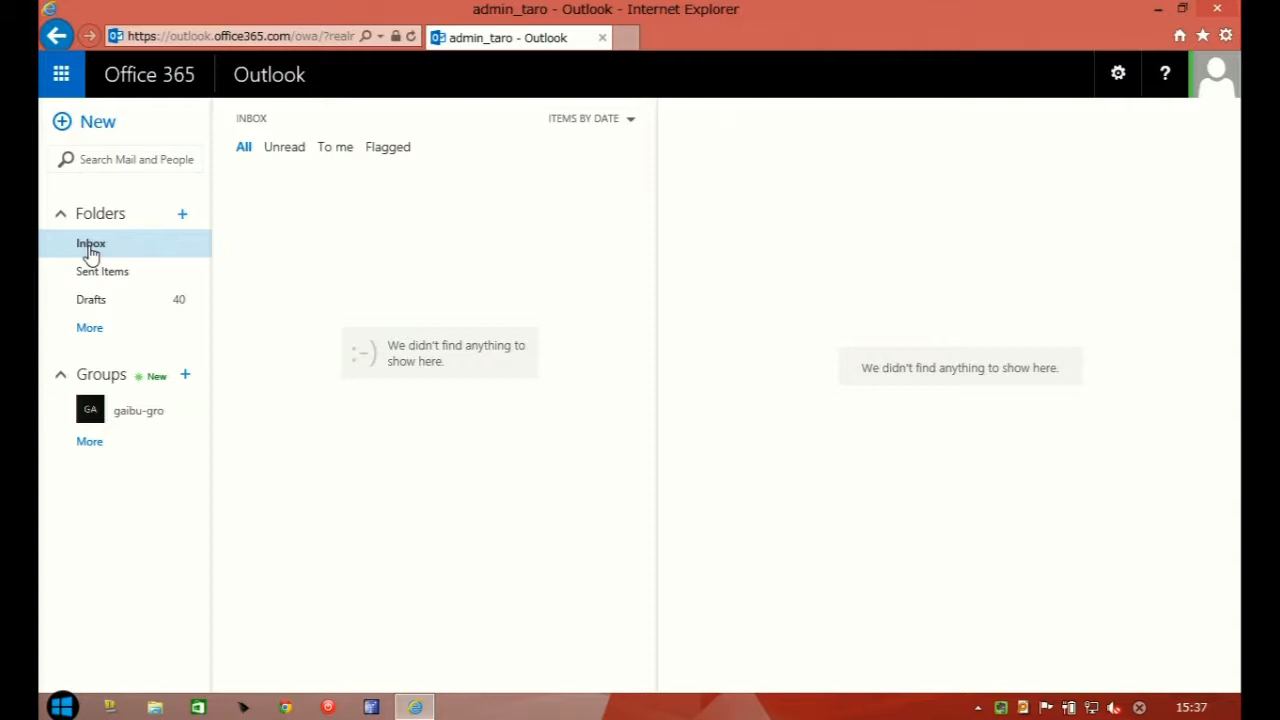 admin_taro - Outlook - Internet Explorer
https://outlook.office365.com/owa/?realr
admin_taro - Outlook
Office 365
Outlook
?
New
Search Mail and People
Folders
Inbox
Sent Items
Drafts 40
More
Groups New
GA gaibu-gro
More
INBOX
ITEMS BY DATE
All Unread To me Flagged
:-)
We didn't find anything to
show here.
We didn't find anything to show here.
15:37